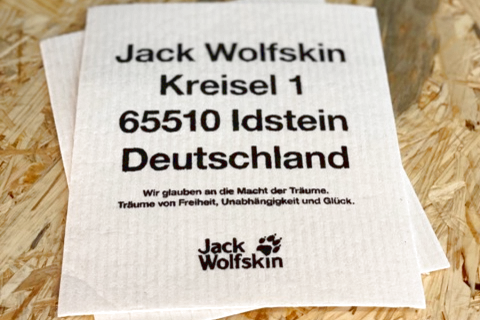 Jack Wolfskin
Kreisel 1
65510 Idstein
Deutschland
Wir glauben an die Macht der Träume.
Träume von Freiheit, Unabhängigkeit und Glück.
Jack
Wolfskin